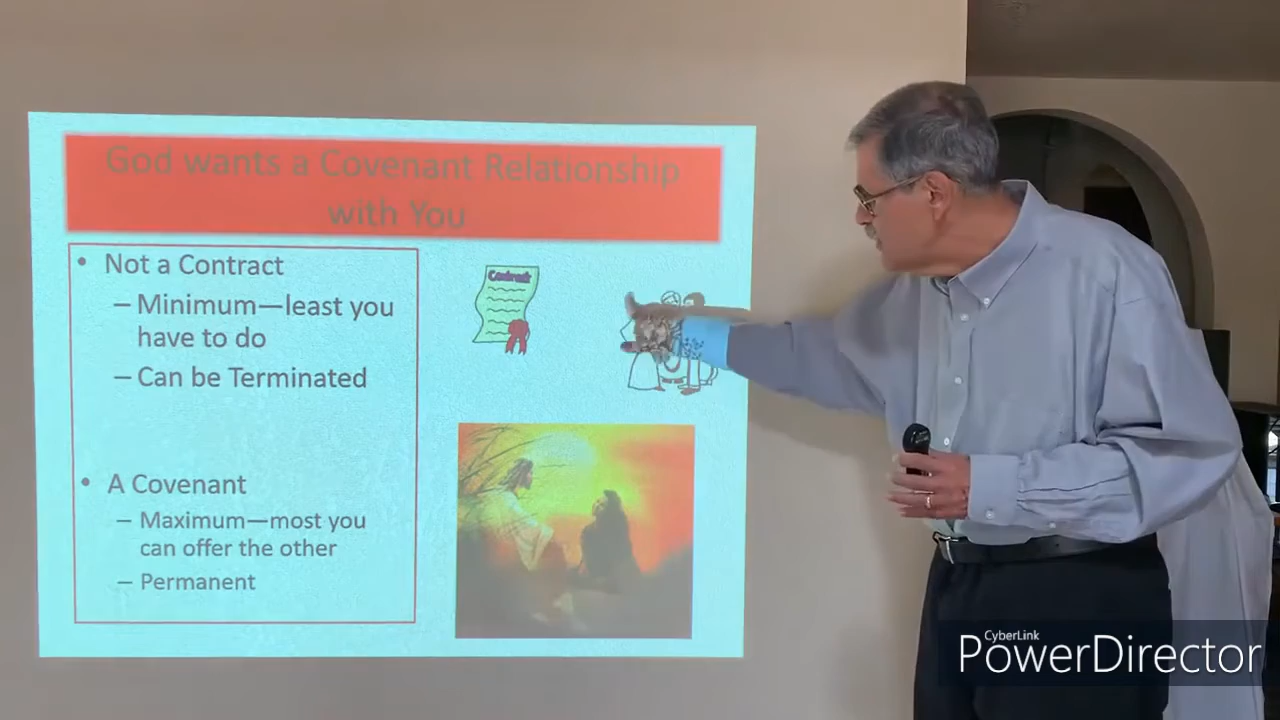 God wants a Covenant Relationship
with You
• Not a Contract
– Minimum—least you
have to do
– Can be Terminated
• A Covenant
– Maximum—most you
can offer the other
– Permanent
Contract
CyberLink
PowerDirector